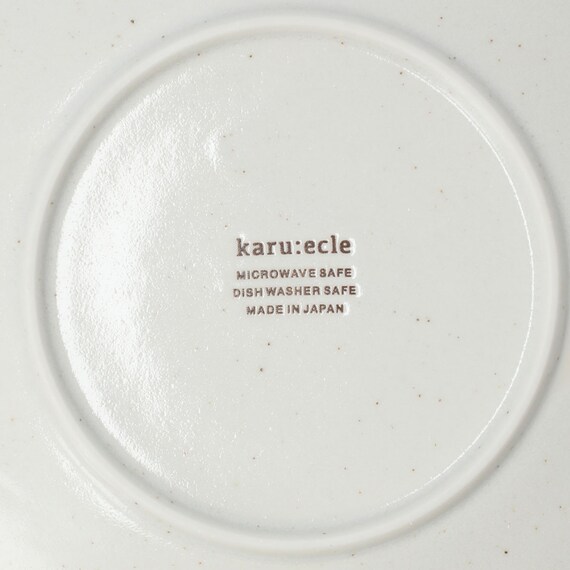 karu:ecle
MICROWAVE SAFE
DISH WASHER SAFE
MADE IN JAPAN